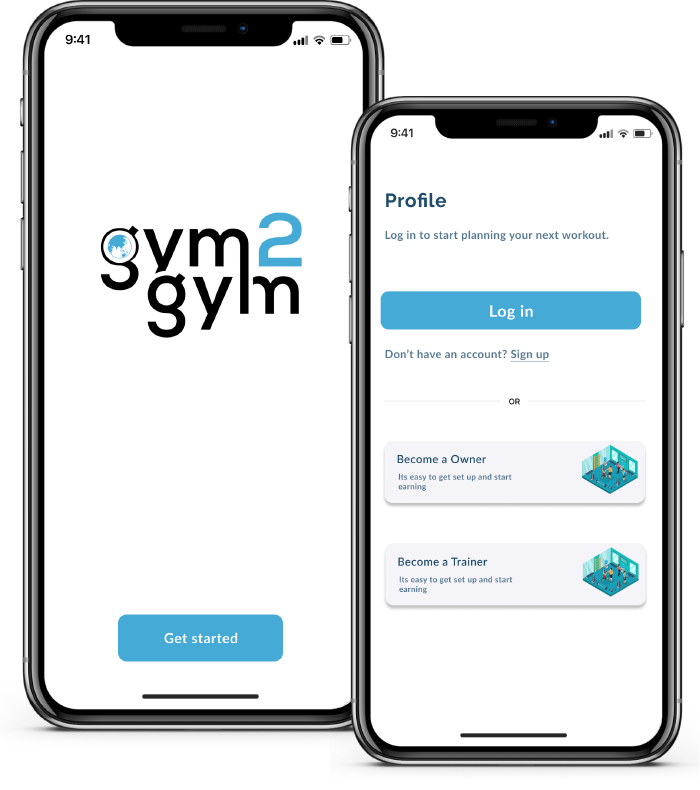 9:41
gym2
gym
Get started
9:41
Profile
Log in to start planning your next workout.
Log in
Don't have an account? Sign up
OR
Become a Owner
Its easy to get set up and start
earning
Become a Trainer
Its easy to get set up and start
earning